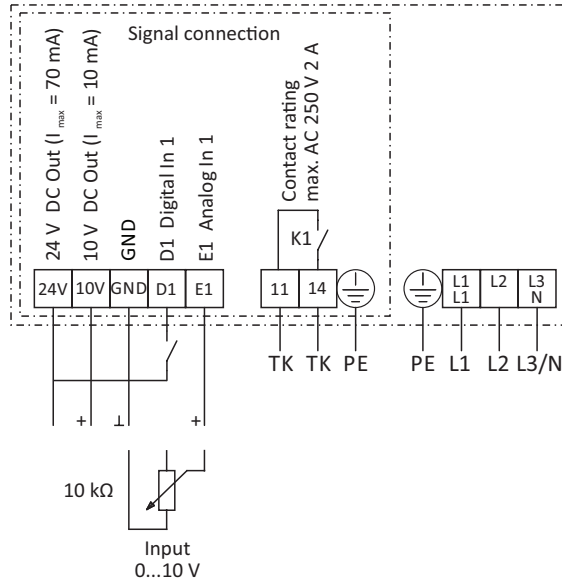 Signal connection
24 V DC Out (I max = 70 mA)
10 V DC Out (I max = 10 mA)
GND
D1 Digital In 1
E1 Analog In 1
Contact rating
max. AC 250 V 2 A
K1
24V 10V GND D1 E1
11 14
L1 L2 L3
L1 N
TK TK PE PE L1 L2 L3/N
+ ⊥ +
10 kΩ
Input
0...10 V